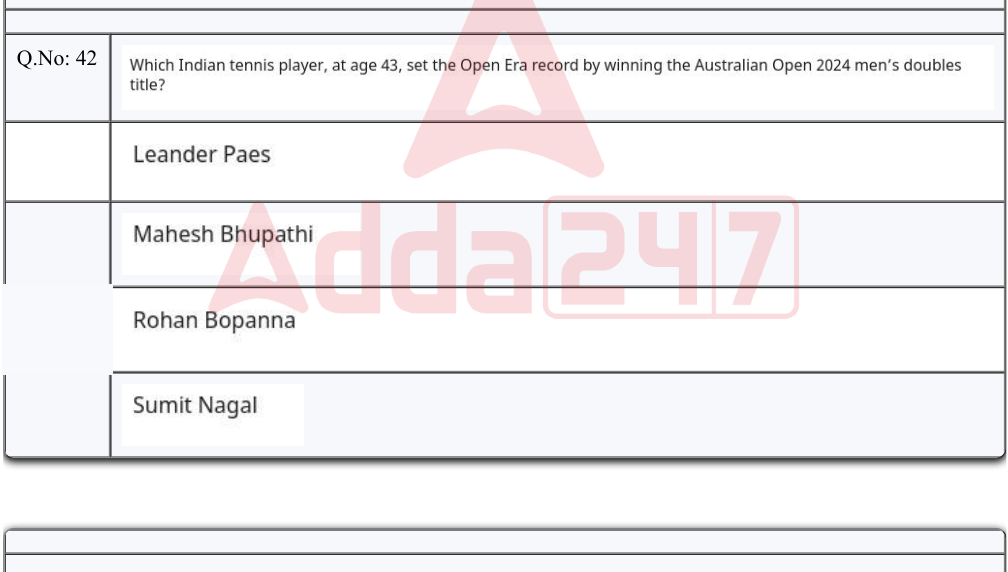 Q.No: 42
Which Indian tennis player, at age 43, set the Open Era record by winning the Australian Open 2024 men’s doubles
title?
Leander Paes
Mahesh Bhupathi
Adda247
Rohan Bopanna
Sumit Nagal